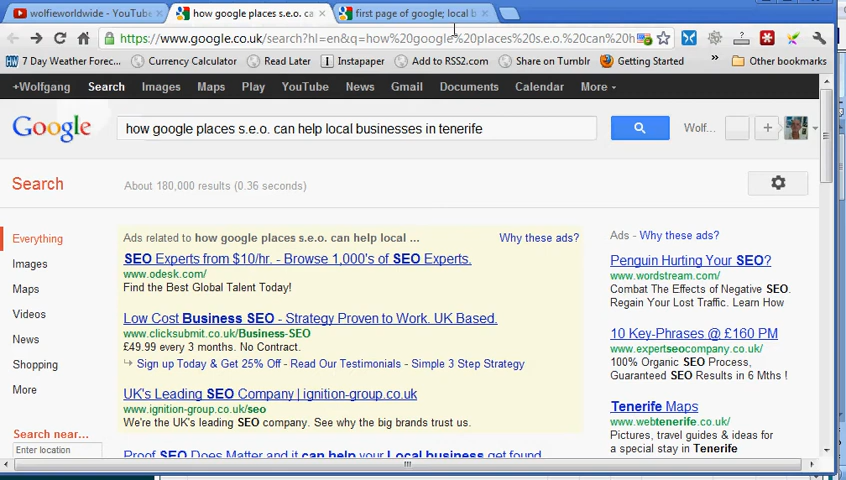 wolfieworldwide - YouTube
how google places s.e.o. ca
first page of google; local b
https://www.google.co.uk/search?hl=en&q=how%20google%20places%20s.e.o.%20can%20h
7 Day Weather Forec...
Currency Calculator
Read Later
Instapaper
Add to RSS2.com
Share on Tumblr
Getting Started
»
Other bookmarks
+Wolfgang Search Images Maps Play YouTube News Gmail Documents Calendar More
Google
how google places s.e.o. can help local businesses in tenerife
Wolf...
+
Search
About 180,000 results (0.36 seconds)
Everything
Images
Maps
Videos
News
Shopping
More
Search near...
Enter location
Ads related to how google places s.e.o. can help local ...
Why these ads?
SEO Experts from $10/hr. - Browse 1,000's of SEO Experts.
www.odesk.com/
Find the Best Global Talent Today!
Low Cost Business SEO - Strategy Proven to Work. UK Based.
www.clicksubmit.co.uk/Business-SEO
£49.99 every 3 months. No Contract.
Sign up Today & Get 25% Off - Read Our Testimonials - Simple 3 Step Strategy
UK's Leading SEO Company | ignition-group.co.uk
www.ignition-group.co.uk/seo
We're the UK's leading SEO company. See why the big brands trust us.
Proof SEO Does Matter and it can help your Local business get found
Ads - Why these ads?
Penguin Hurting Your SEO?
www.wordstream.com/
Combat The Effects of Negative SEO.
Regain Your Lost Traffic. Learn How
10 Key-Phrases @ £160 PM
www.expertseocompany.co.uk/
100% Organic SEO Process,
Guaranteed SEO Results in 6 Mths !
Tenerife Maps
www.webtenerife.co.uk/
Pictures, travel guides & ideas for
a special stay in Tenerife